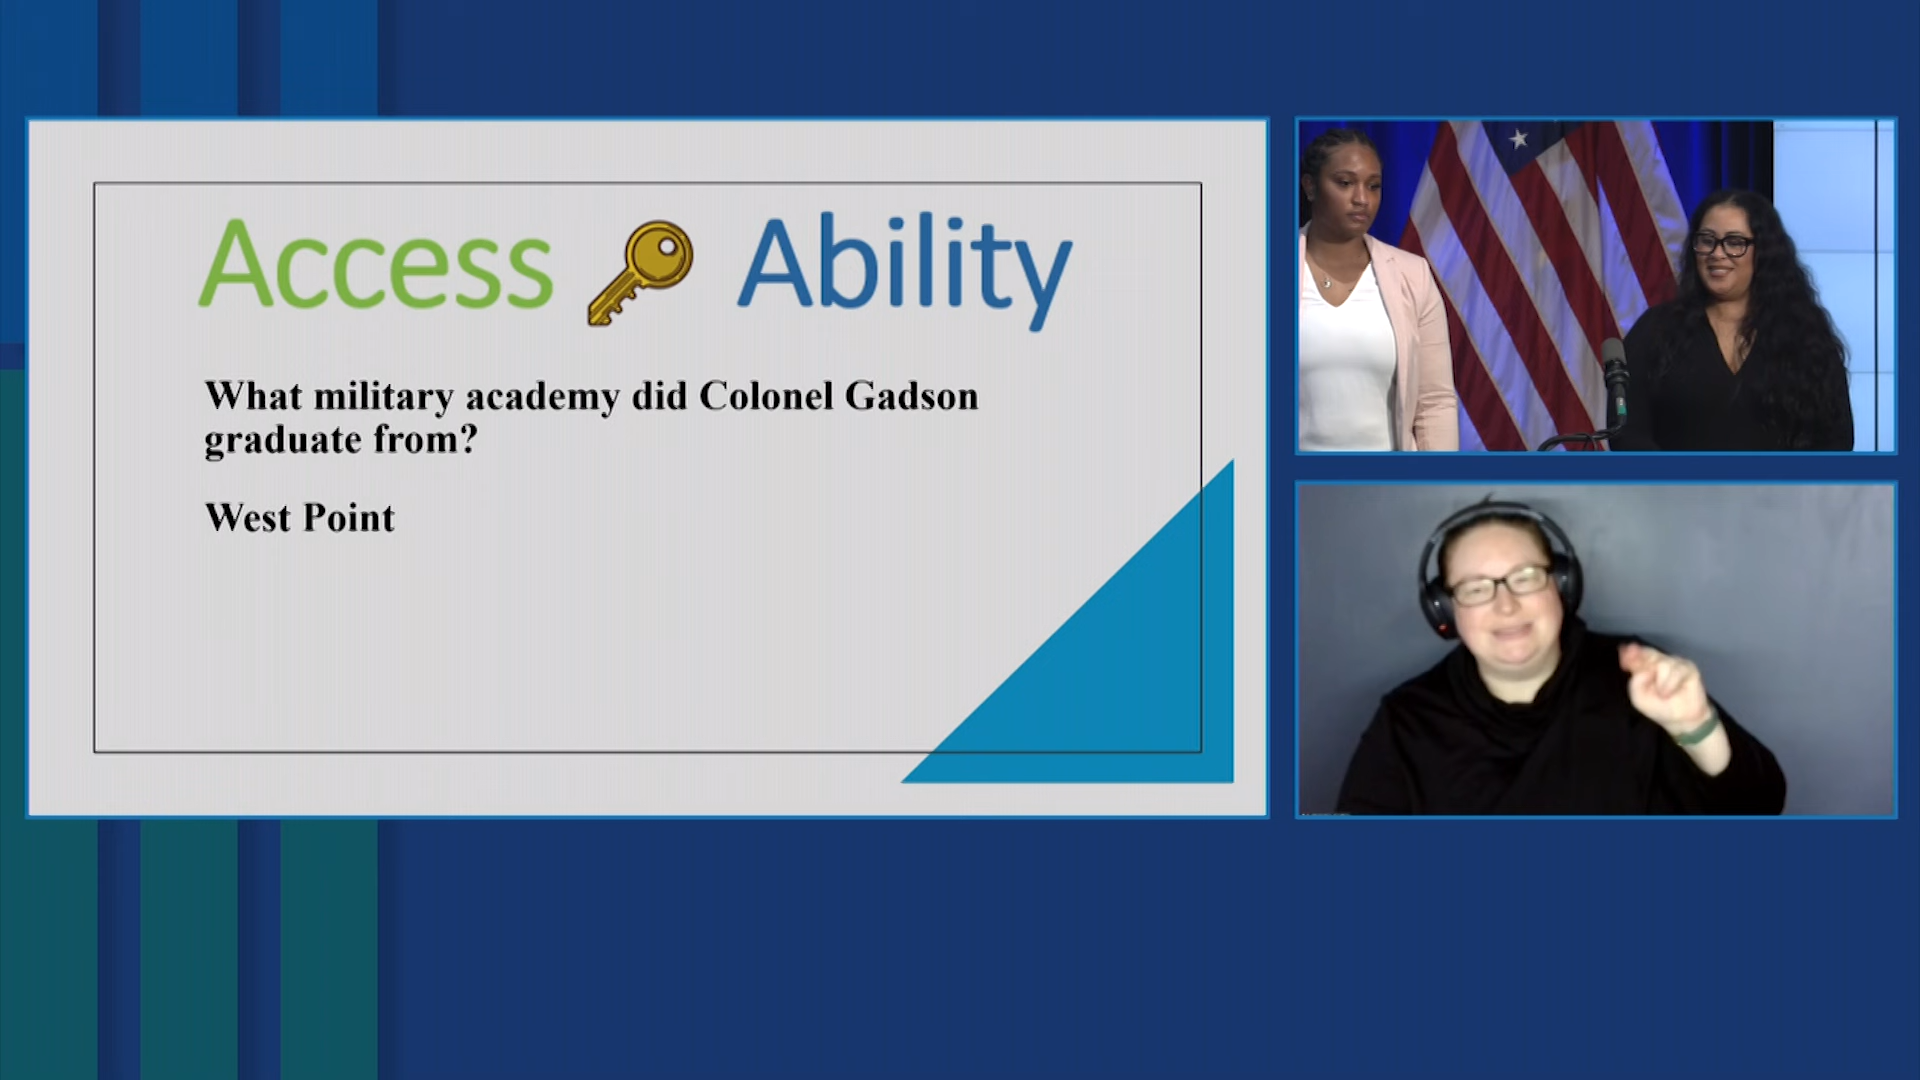 Access Ability
What military academy did Colonel Gadson
graduate from?
West Point